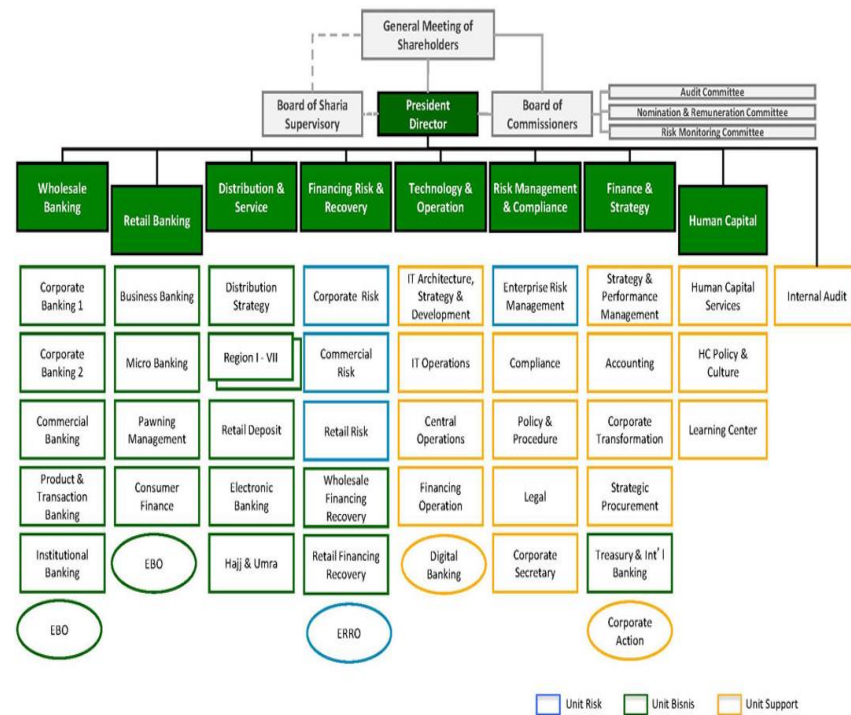 General Meeting of
Shareholders
Board of Sharia
Supervisory
President
Director
Board of
Commissioners
Audit Committee
Nomination & Remuneration Committee
Risk Monitoring Committee
Wholesale
Banking
Retail Banking
Distribution &
Service
Financing Risk &
Recovery
Technology &
Operation
Risk Management
& Compliance
Finance &
Strategy
Human Capital
Corporate
Banking 1
Business Banking
Distribution
Strategy
Corporate Risk
IT Architecture,
Strategy &
Development
Enterprise Risk
Management
Strategy &
Performance
Management
Human Capital
Services
Internal Audit
Corporate
Banking 2
Micro Banking
Region I - VII
Commercial
Risk
IT Operations
Compliance
Accounting
HC Policy &
Culture
Commercial
Banking
Pawning
Management
Retail Deposit
Retail Risk
Central
Operations
Policy &
Procedure
Corporate
Transformation
Learning Center
Product &
Transaction
Banking
Consumer
Finance
Electronic
Banking
Wholesale
Financing
Recovery
Financing
Operation
Legal
Strategic
Procurement
Institutional
Banking
EBO
Hajj & Umra
Retail Financing
Recovery
Digital
Banking
Corporate
Secretary
Treasury & Int' l
Banking
EBO
ERRO
Corporate
Action
Unit Risk
Unit Bisnis
Unit Support